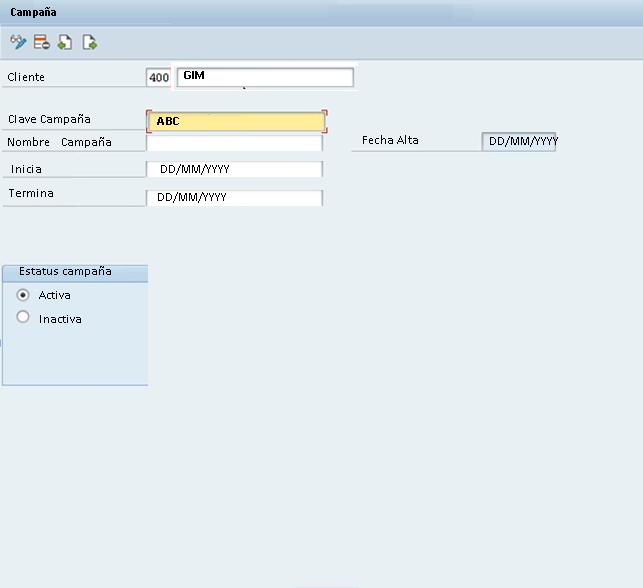 Campaña
Cliente 400 GIM
Clave Campaña ABC
Nombre Campaña Fecha Alta DD/MM/YYYY
Inicia DD/MM/YYYY
Termina DD/MM/YYYY
Estatus campaña
Activa
Inactiva